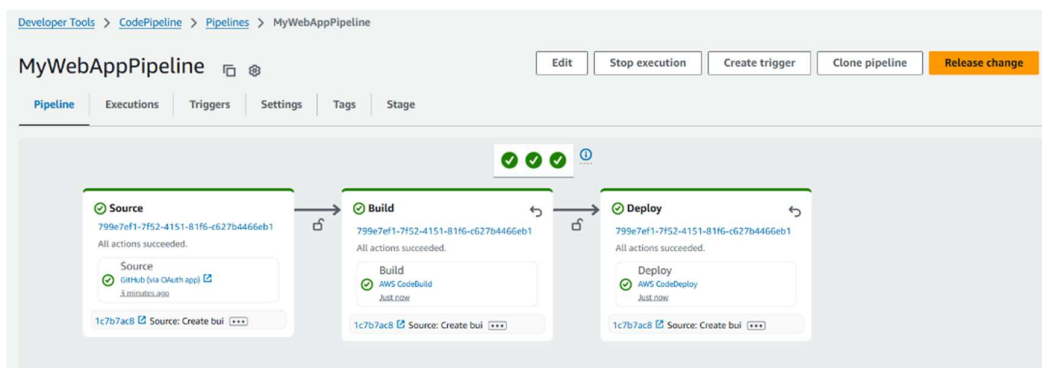 Developer Tools > CodePipeline > Pipelines > MyWebAppPipeline
MyWebAppPipeline
Edit Stop execution Create trigger Clone pipeline Release change
Pipeline Executions Triggers Settings Tags Stage
Source
799e7ef1-7f52-4151-81f6-c627b4466eb1
All actions succeeded.
Source
GitHub (via OAuth app)
3 minutes ago
1c7b7ac8 Source: Create bui
Build
799e7ef1-7f52-4151-81f6-c627b4466eb1
All actions succeeded.
Build
AWS CodeBuild
Just now
1c7b7ac8 Source: Create bui
Deploy
799e7ef1-7f52-4151-81f6-c627b4466eb1
All actions succeeded.
Deploy
AWS CodeDeploy
Just now
1c7b7ac8 Source: Create bui